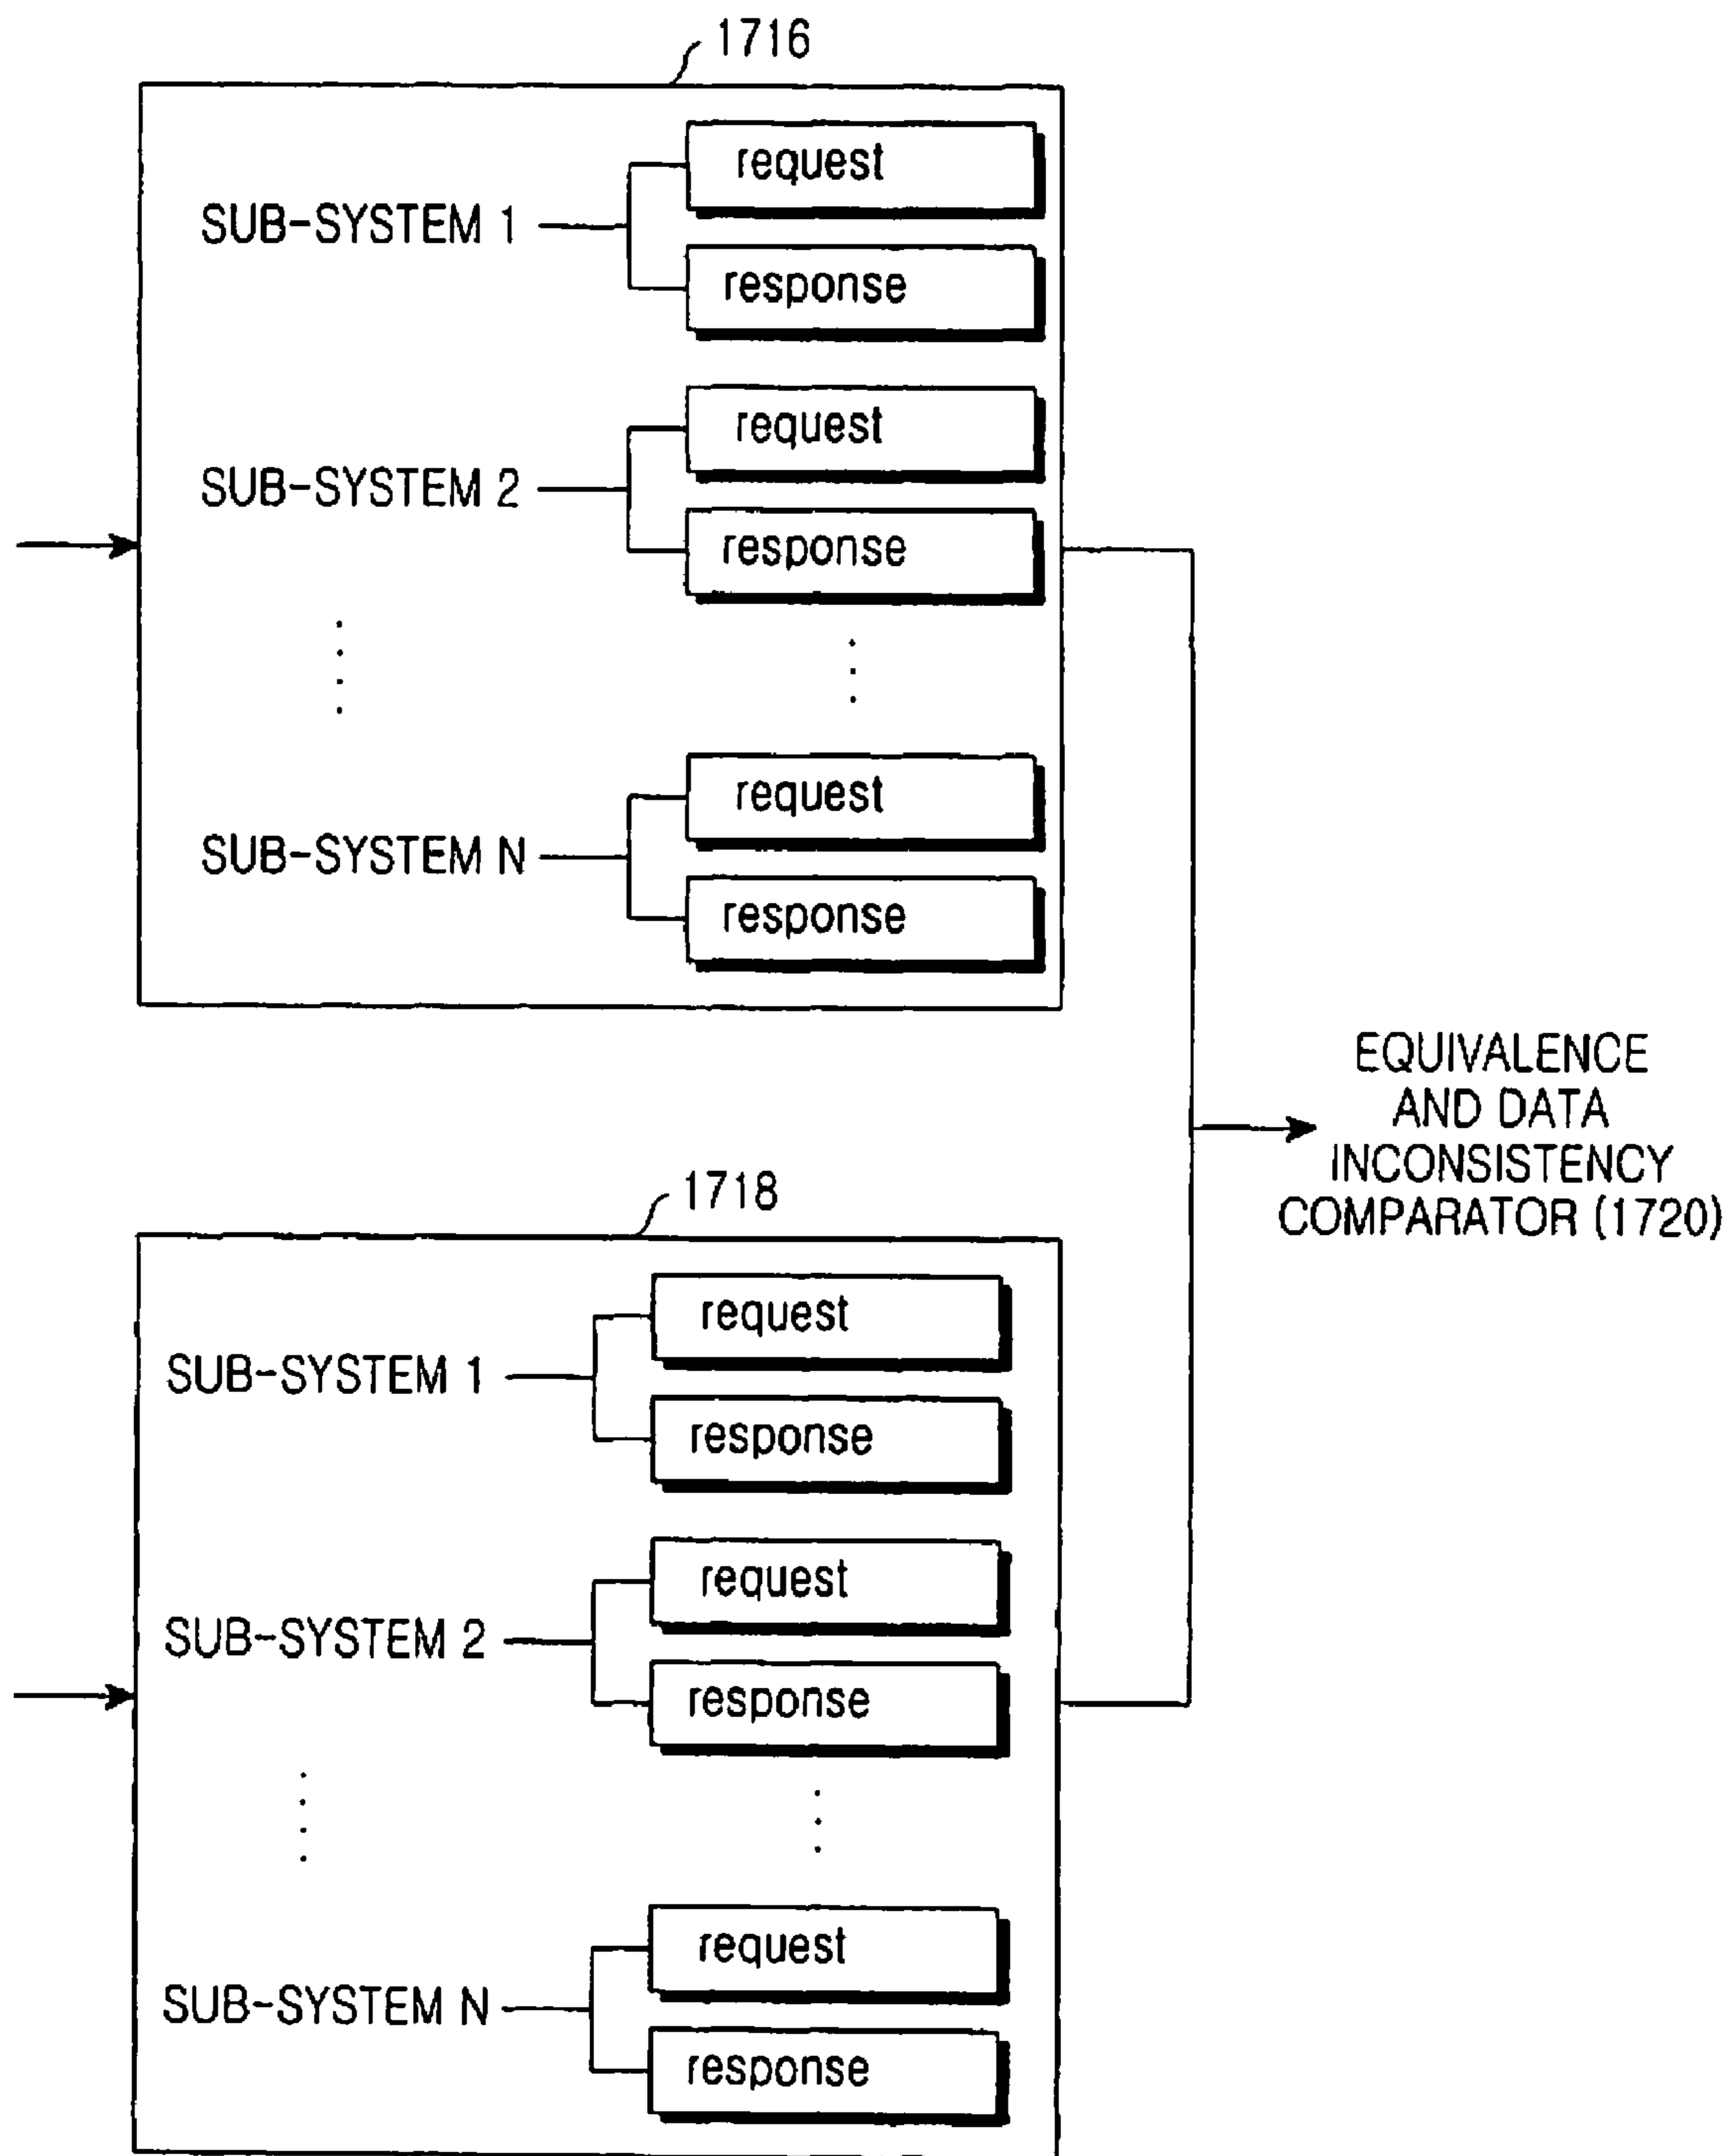 1716
request
SUB-SYSTEM 1
response
request
SUB-SYSTEM 2
response
request
SUB-SYSTEM N
response
EQUIVALENCE
AND DATA
INCONSISTENCY
COMPARATOR (1720)
1718
request
SUB-SYSTEM 1
response
request
SUB-SYSTEM 2
response
request
SUB-SYSTEM N
response